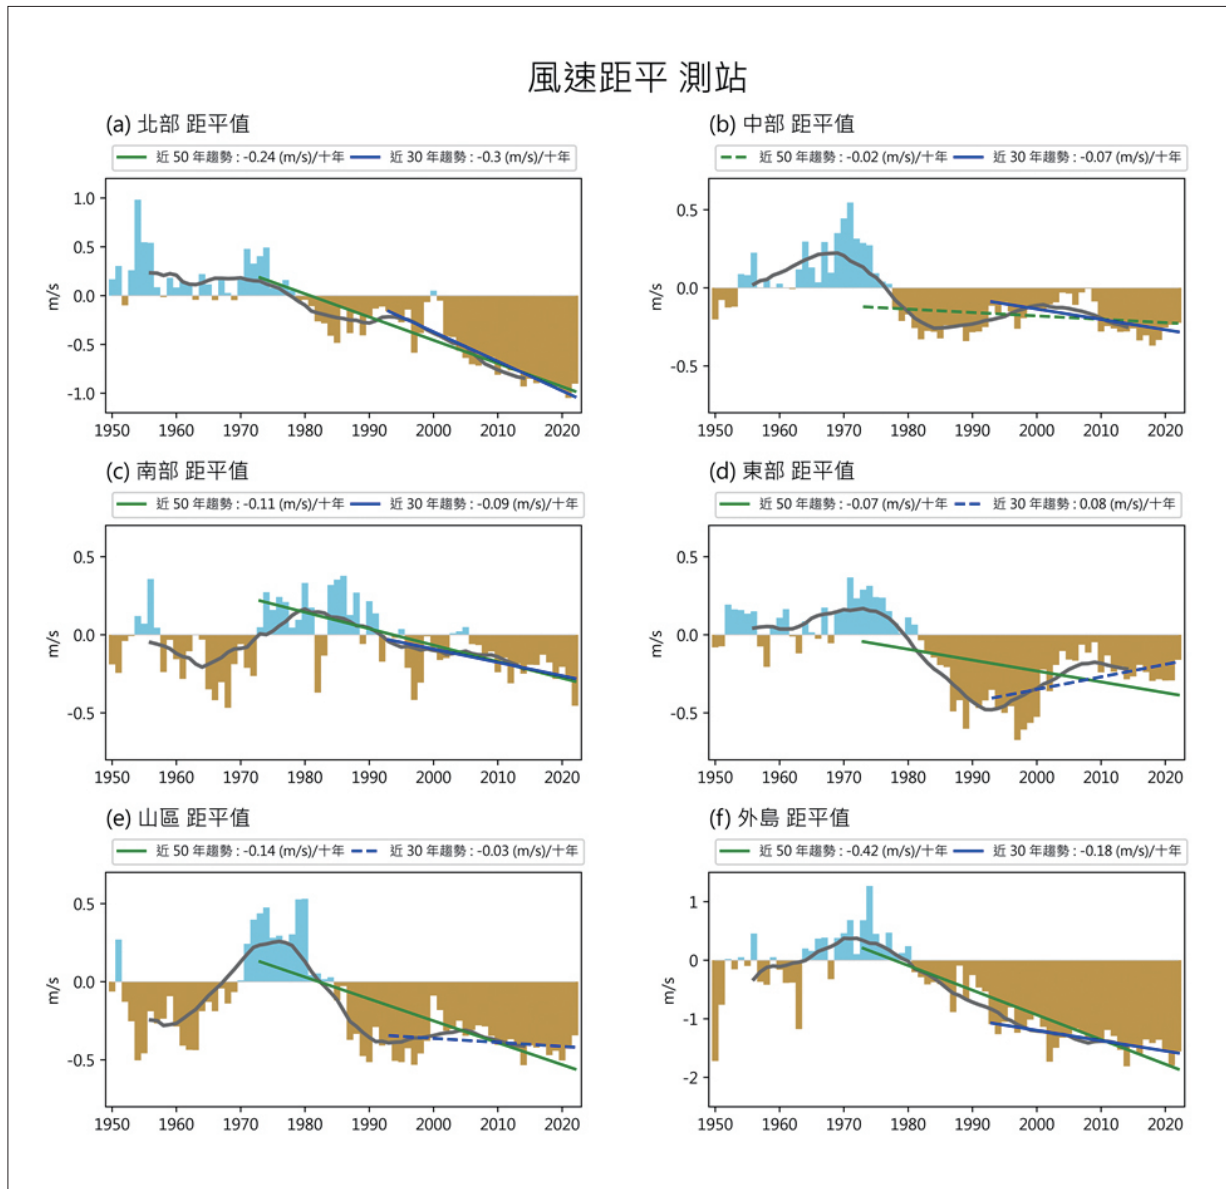 風速距平 測站
(a) 北部 距平值
近 50 年趨勢 : -0.24 (m/s)/十年 近 30 年趨勢 : -0.3 (m/s)/十年
1.0
0.5
0.0
-0.5
-1.0
m/s
1950 1960 1970 1980 1990 2000 2010 2020
(b) 中部 距平值
近 50 年趨勢 : -0.02 (m/s)/十年 近 30 年趨勢 : -0.07 (m/s)/十年
0.5
0.0
-0.5
m/s
1950 1960 1970 1980 1990 2000 2010 2020
(c) 南部 距平值
近 50 年趨勢 : -0.11 (m/s)/十年 近 30 年趨勢 : -0.09 (m/s)/十年
0.5
0.0
-0.5
m/s
1950 1960 1970 1980 1990 2000 2010 2020
(d) 東部 距平值
近 50 年趨勢 : -0.07 (m/s)/十年 近 30 年趨勢 : 0.08 (m/s)/十年
0.5
0.0
-0.5
m/s
1950 1960 1970 1980 1990 2000 2010 2020
(e) 山區 距平值
近 50 年趨勢 : -0.14 (m/s)/十年 近 30 年趨勢 : -0.03 (m/s)/十年
0.5
0.0
-0.5
m/s
1950 1960 1970 1980 1990 2000 2010 2020
(f) 外島 距平值
近 50 年趨勢 : -0.42 (m/s)/十年 近 30 年趨勢 : -0.18 (m/s)/十年
1
0
-1
-2
m/s
1950 1960 1970 1980 1990 2000 2010 2020